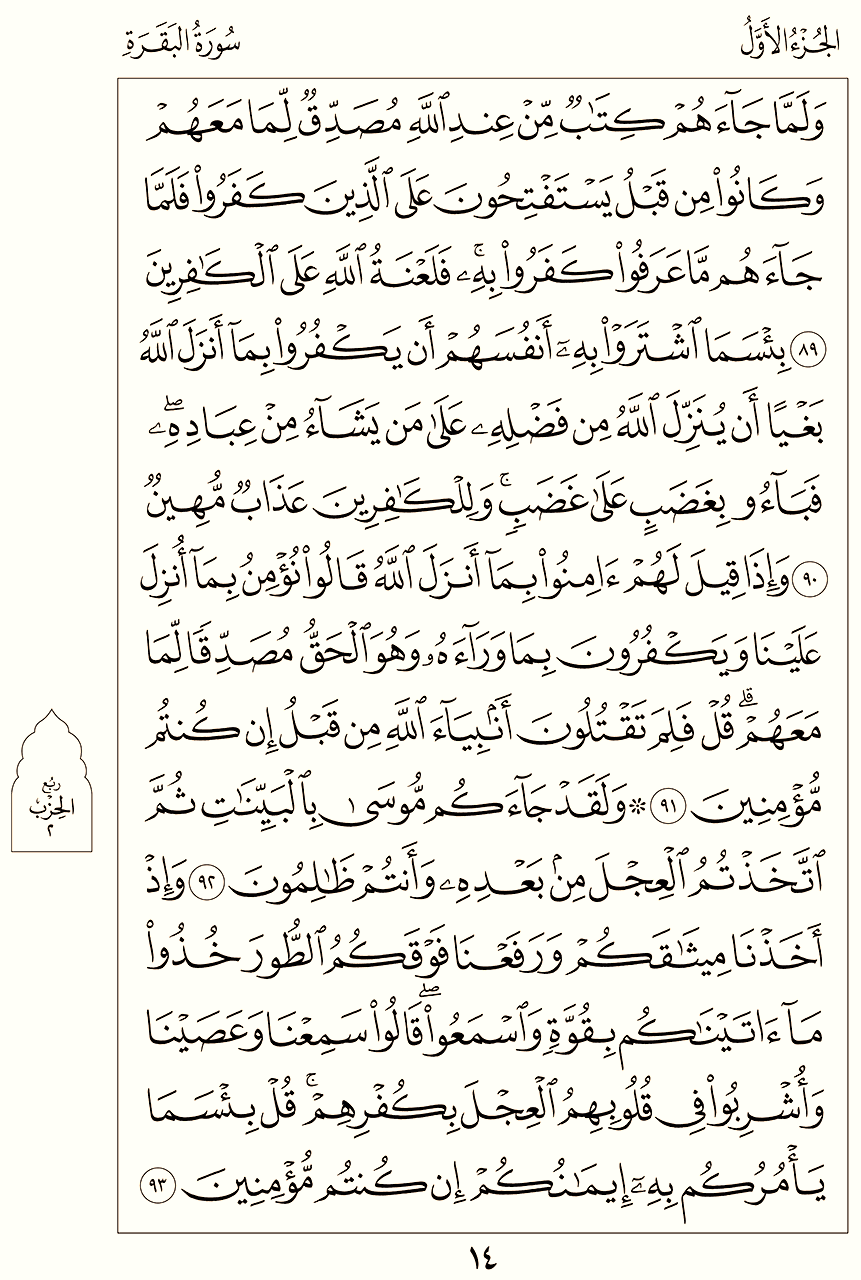 الجُزْءُ الأَوَّلُ
سُورَةُ البَقَرَةِ
وَلَمَّا جَآءَهُمْ كِتَٰبٌ مِّنْ عِندِ ٱللَّهِ مُصَدِّقٌ لِّمَا مَعَهُمْ
وَكَانُوا۟ مِن قَبْلُ يَسْتَفْتِحُونَ عَلَى ٱلَّذِينَ كَفَرُوا۟ فَلَمَّا
جَآءَهُم مَّا عَرَفُوا۟ كَفَرُوا۟ بِهِۦ ۚ فَلَعْنَةُ ٱللَّهِ عَلَى ٱلْكَٰفِرِينَ
٨٩ بِئْسَمَا ٱشْتَرَوْا۟ بِهِۦٓ أَنفُسَهُمْ أَن يَكْفُرُوا۟ بِمَآ أَنزَلَ ٱللَّهُ
بَغْيًا أَن يُنَزِّلَ ٱللَّهُ مِن فَضْلِهِۦ عَلَىٰ مَن يَشَآءُ مِنْ عِبَادِهِۦ ۖ
فَبَآءُو بِغَضَبٍ عَلَىٰ غَضَبٍ ۚ وَلِلْكَٰفِرِينَ عَذَابٌ مُّهِينٌ
٩٠ وَإِذَا قِيلَ لَهُمْ ءَامِنُوا۟ بِمَآ أَنزَلَ ٱللَّهُ قَالُوا۟ نُؤْمِنُ بِمَآ أُنزِلَ
عَلَيْنَا وَيَكْفُرُونَ بِمَا وَرَآءَهُۥ وَهُوَ ٱلْحَقُّ مُصَدِّقًا لِّمَا
مَعَهُمْ ۗ قُلْ فَلِمَ تَقْتُلُونَ أَنۢبِيَآءَ ٱللَّهِ مِن قَبْلُ إِن كُنتُم
مُّؤْمِنِينَ ٩١ ۞ وَلَقَدْ جَآءَكُم مُّوسَىٰ بِٱلْبَيِّنَٰتِ ثُمَّ
ٱتَّخَذْتُمُ ٱلْعِجْلَ مِنۢ بَعْدِهِۦ وَأَنتُمْ ظَٰلِمُونَ ٩٢ وَإِذْ
أَخَذْنَا مِيثَٰقَكُمْ وَرَفَعْنَا فَوْقَكُمُ ٱلطُّورَ خُذُوا۟
مَآ ءَاتَيْنَٰكُم بِقُوَّةٍ وَٱسْمَعُوا۟ ۖ قَالُوا۟ سَمِعْنَا وَعَصَيْنَا
وَأُشْرِبُوا۟ فِى قُلُوبِهِمُ ٱلْعِجْلَ بِكُفْرِهِمْ ۚ قُلْ بِئْسَمَا
يَأْمُرُكُم بِهِۦٓ إِيمَٰنُكُمْ إِن كُنتُم مُّؤْمِنِينَ ٩٣
رُبُع
الحِزْبِ
٢
١٤